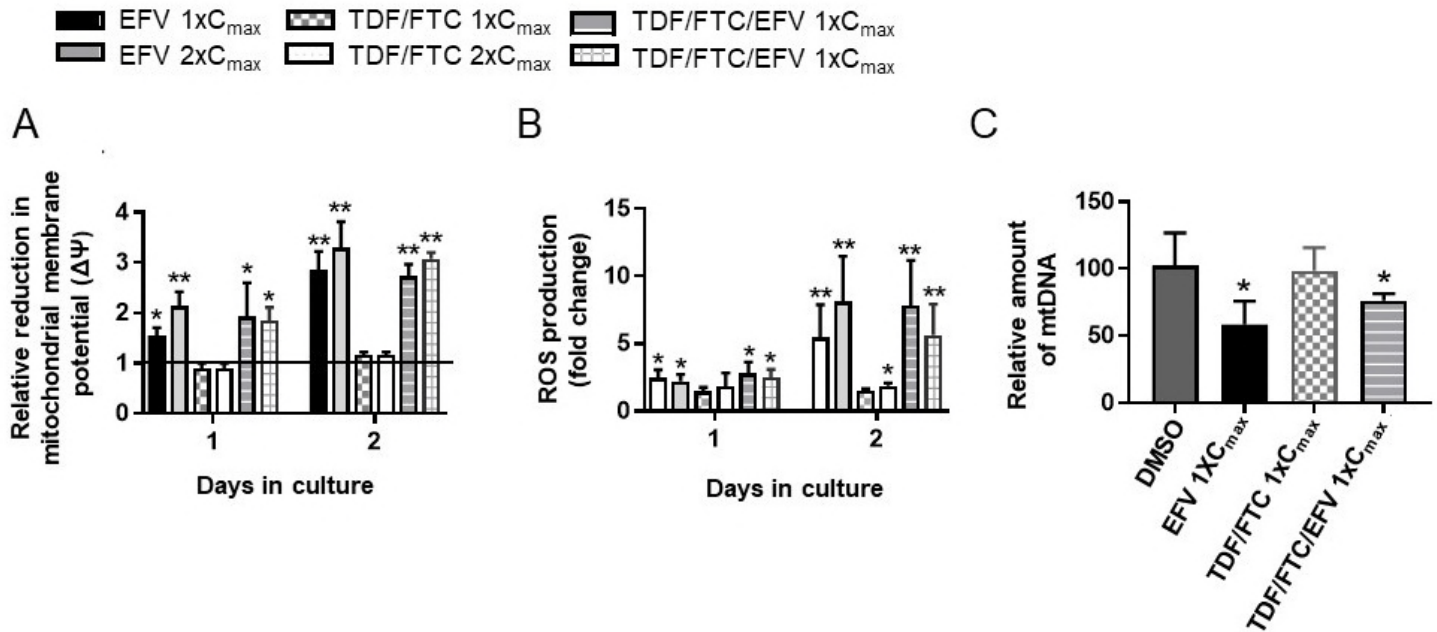 EFV 1xCmax TDF/FTC 1xCmax TDF/FTC/EFV 1xCmax
EFV 2xCmax TDF/FTC 2xCmax TDF/FTC/EFV 1xCmax
A
Relative reduction in
mitochondrial membrane
potential (ΔΨ)
4
3
2
1
0
* ** * * ** ** ** **
1 2
Days in culture
B
ROS production
(fold change)
15
10
5
0
* * * * ** ** * ** **
1 2
Days in culture
C
Relative amount
of mtDNA
150
100
50
0
* *
DMSO
EFV 1XCmax
TDF/FTC 1xCmax
TDF/FTC/EFV 1xCmax